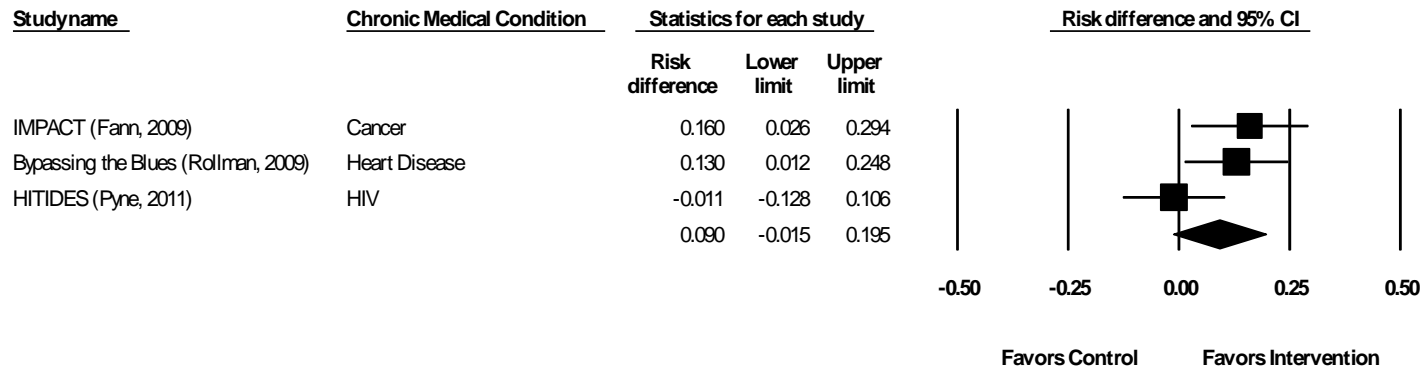 Studyname Chronic Medical Condition Statistics for each study Risk difference and 95% CI
Risk Lower Upper
difference limit limit
IMPACT (Fann, 2009) Cancer 0.160 0.026 0.294
Bypassing the Blues (Rollman, 2009) Heart Disease 0.130 0.012 0.248
HITIDES (Pyne, 2011) HIV -0.011 -0.128 0.106
0.090 -0.015 0.195
-0.50 -0.25 0.00 0.25 0.50
Favors Control Favors Intervention